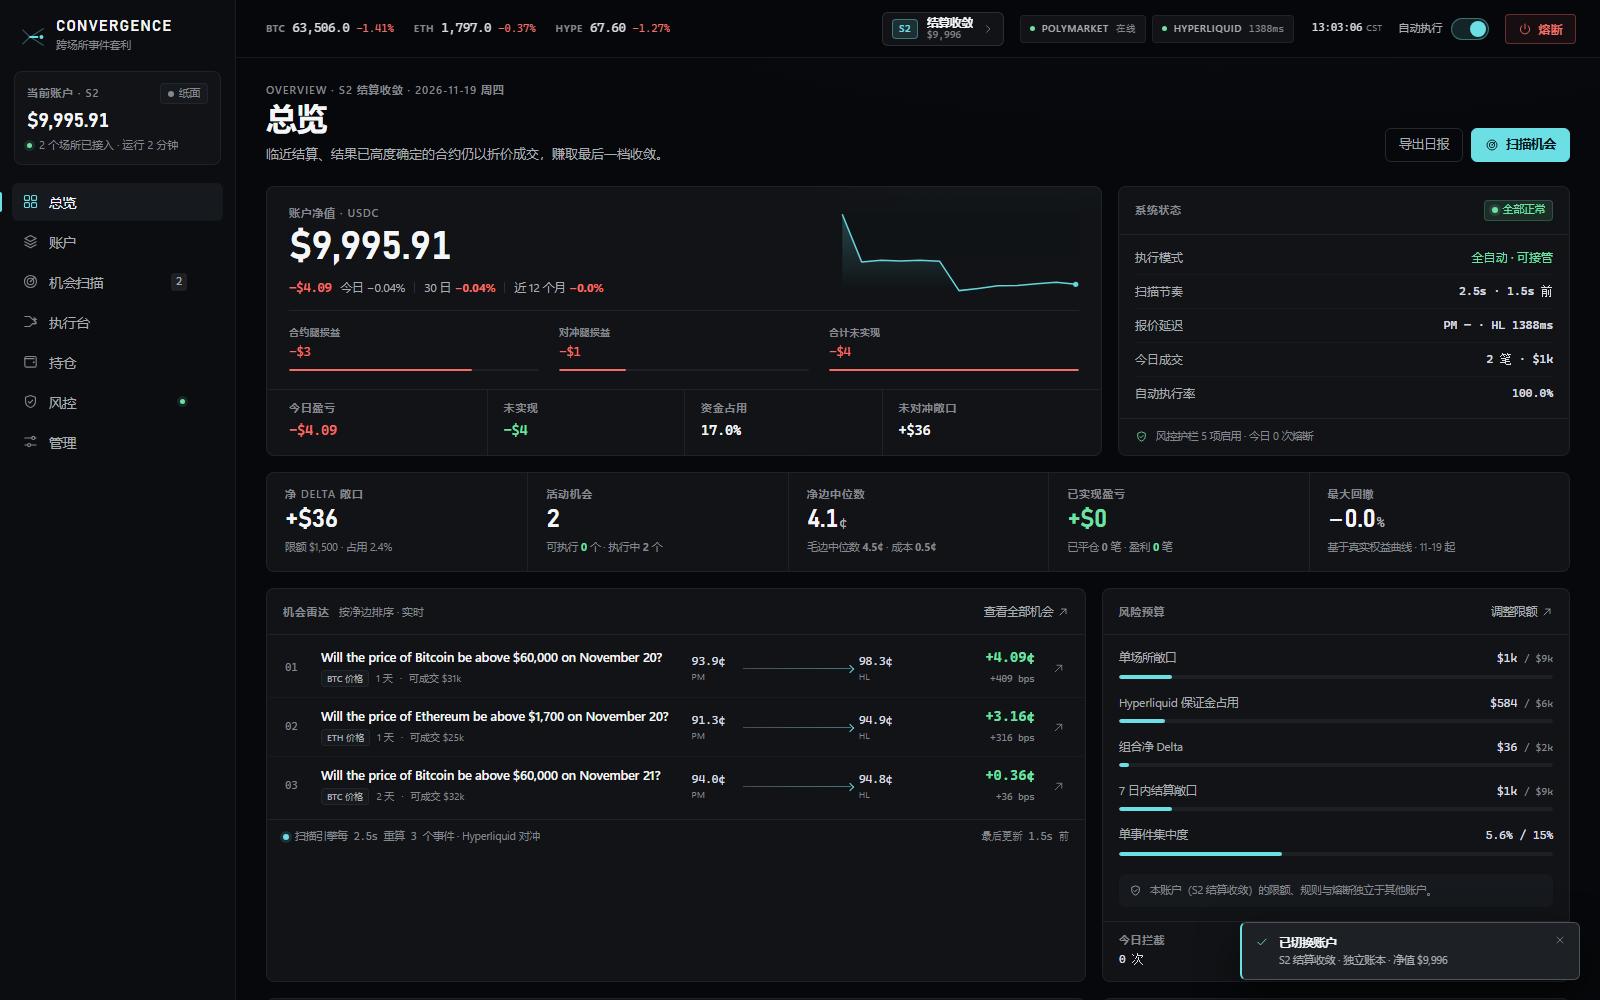 CONVERGENCE
跨场所事件套利
BTC 63,506.0 −1.41% ETH 1,797.0 −0.37% HYPE 67.60 −1.27%
S2 结算收敛 $9,996
POLYMARKET 在线
HYPERLIQUID 1388ms
13:03:06 CST
自动执行
熔断
当前账户 · S2
纸面
$9,995.91
2 个场所已接入 · 运行 2 分钟
总览
账户
机会扫描 2
执行台
持仓
风控
管理
OVERVIEW · S2 结算收敛 · 2026-11-19 周四
总览
临近结算、结果已高度确定的合约仍以折价成交，赚取最后一档收敛。
导出日报
扫描机会
账户净值 · USDC
$9,995.91
−$4.09 今日 −0.04% 30 日 −0.04% 近 12 个月 −0.0%
合约腿损益
−$3
对冲腿损益
−$1
合计未实现
−$4
今日盈亏
−$4.09
未实现
−$4
资金占用
17.0%
未对冲敞口
+$36
系统状态
全部正常
执行模式 全自动 · 可接管
扫描节奏 2.5s · 1.5s 前
报价延迟 PM — · HL 1388ms
今日成交 2 笔 · $1k
自动执行率 100.0%
风控护栏 5 项启用 · 今日 0 次熔断
净 DELTA 敞口
+$36
限额 $1,500 · 占用 2.4%
活动机会
2
可执行 0 个 · 执行中 2 个
净边中位数
4.1¢
毛边中位数 4.5¢ · 成本 0.5¢
已实现盈亏
+$0
已平仓 0 笔 · 盈利 0 笔
最大回撤
−0.0%
基于真实权益曲线 · 11-19 起
机会雷达 按净边排序 · 实时
查看全部机会
01 Will the price of Bitcoin be above $60,000 on November 20? 93.9¢ PM 98.3¢ HL +4.09¢ +409 bps
BTC 价格 1 天 · 可成交 $31k
02 Will the price of Ethereum be above $1,700 on November 20? 91.3¢ PM 94.9¢ HL +3.16¢ +316 bps
ETH 价格 1 天 · 可成交 $25k
03 Will the price of Bitcoin be above $60,000 on November 21? 94.0¢ PM 94.8¢ HL +0.36¢ +36 bps
BTC 价格 2 天 · 可成交 $32k
扫描引擎每 2.5s 重算 3 个事件 · Hyperliquid 对冲
最后更新 1.5s 前
风险预算
调整限额
单场所敞口 $1k / $9k
Hyperliquid 保证金占用 $584 / $6k
组合净 Delta $36 / $2k
7 日内结算敞口 $1k / $9k
单事件集中度 5.6% / 15%
本账户（S2 结算收敛）的限额、规则与熔断独立于其他账户。
今日拦截
0 次
已切换账户
S2 结算收敛 · 独立账本 · 净值 $9,996